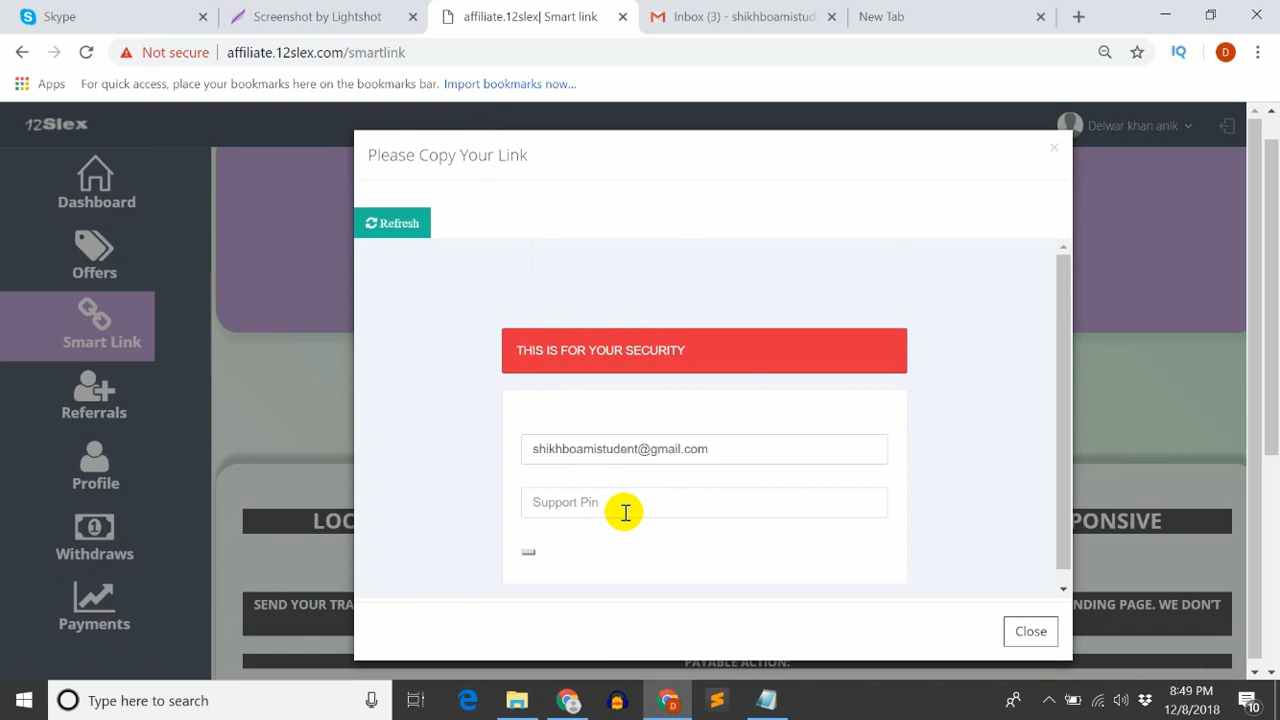 Skype
Screenshot by Lightshot
affiliate.12slex| Smart link
Inbox (3) - shikhboamistud
New Tab
Not secure
affiliate.12slex.com/smartlink
IQ
D
Apps
For quick access, place your bookmarks here on the bookmarks bar. Import bookmarks now...
12Slex
Delwar khan anik
Please Copy Your Link
Dashboard
Refresh
Offers
Smart Link
THIS IS FOR YOUR SECURITY
Referrals
shikhboamistudent@gmail.com
Profile
Support Pin
LOC
PONSIVE
Withdraws
SEND YOUR TRA
NDING PAGE. WE DON'T
Payments
Close
PAYABLE ACTION!
Type here to search
8:49 PM
12/8/2018
10